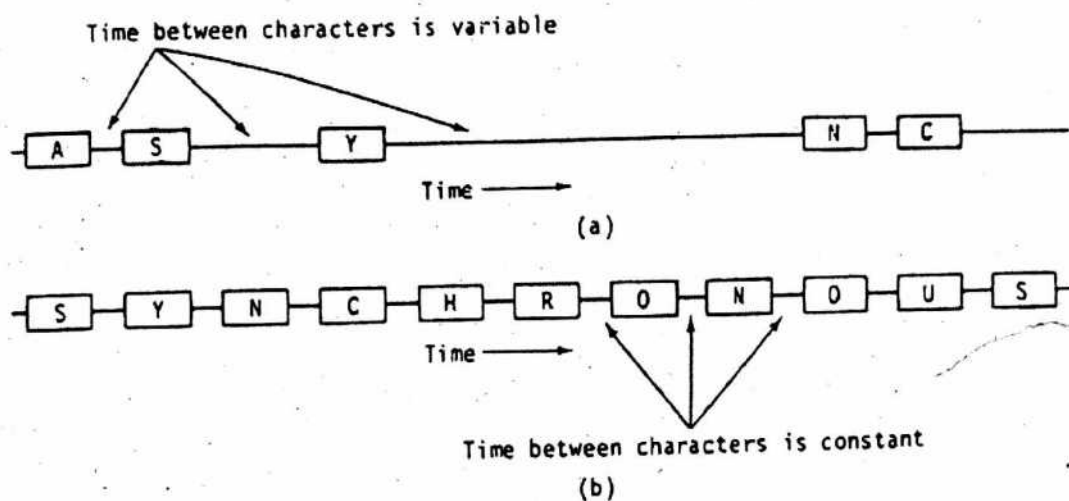 Time between characters is variable
A S Y N C
Time
(a)
S Y N C H R O N O U S
Time
Time between characters is constant
(b)